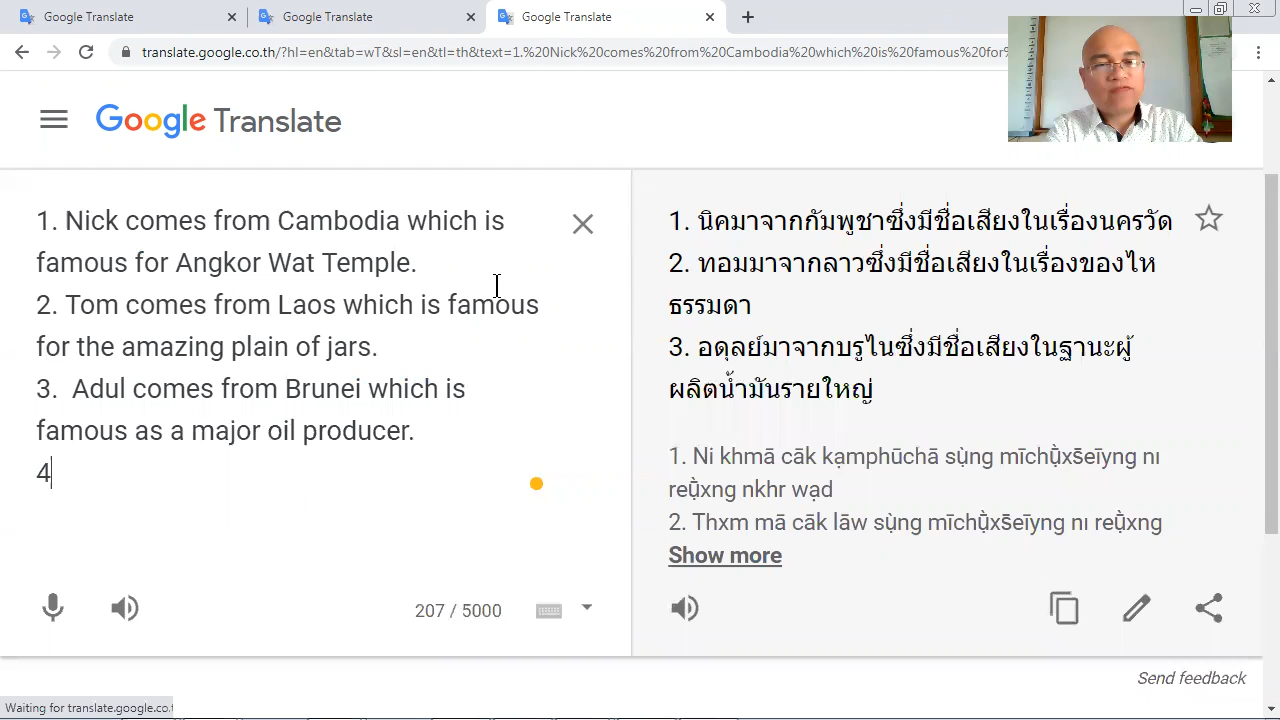 Google Translate
Google Translate
Google Translate
translate.google.co.th/?hl=en&tab=wT&sl=en&tl=th&text=1.%20Nick%20comes%20from%20Cambodia%20which%20is%20famous%20for%
Google Translate
1. Nick comes from Cambodia which is
famous for Angkor Wat Temple.
2. Tom comes from Laos which is famous
for the amazing plain of jars.
3.  Adul comes from Brunei which is
famous as a major oil producer.
4
207 / 5000
1. นิคมาจากกัมพูชาซึ่งมีชื่อเสียงในเรื่องนครวัด
2. ทอมมาจากลาวซึ่งมีชื่อเสียงในเรื่องของไห
ธรรมดา
3. อดุลย์มาจากบรูไนซึ่งมีชื่อเสียงในฐานะผู้
ผลิตน้ำมันรายใหญ่
1. Ni khmā cāk kạmphūchā sụ̀ng mīchụ̄̀xs̄eīyng nı
reụ̄̀xng nkhr wạd
2. Thxm mā cāk lāw sụ̀ng mīchụ̄̀xs̄eīyng nı reụ̄̀xng
Show more
Send feedback
Waiting for translate.google.co.t